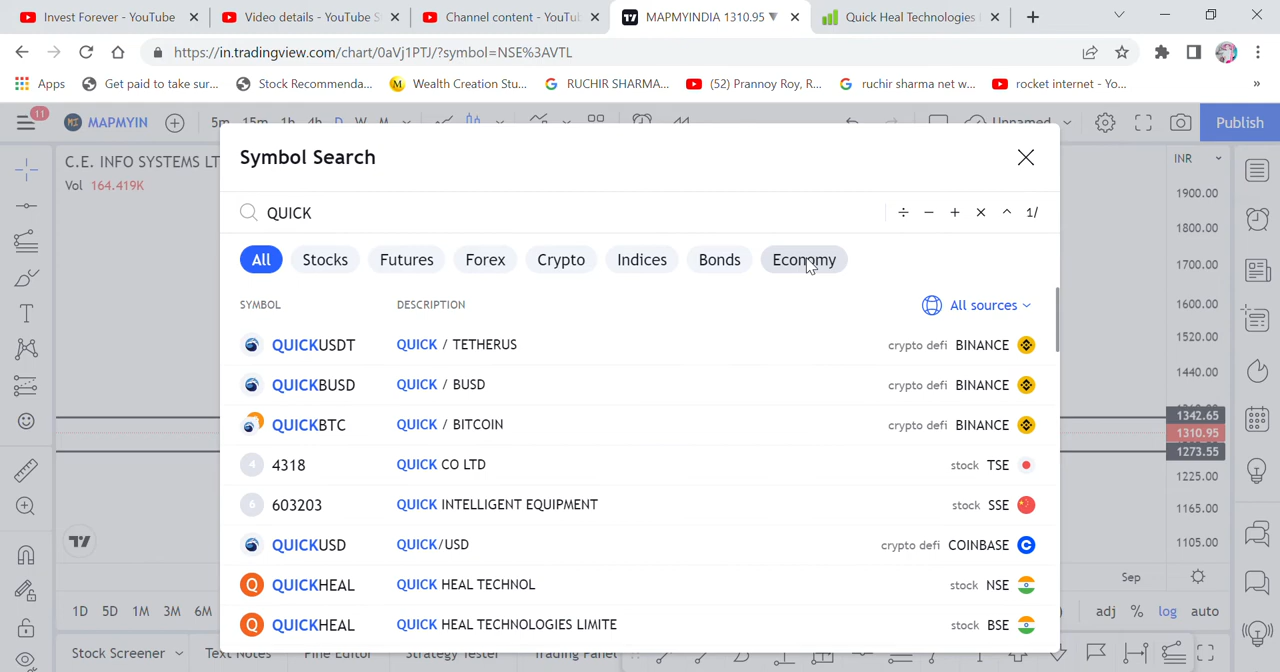 Invest Forever - YouTube
Video details - YouTube S
Channel content - YouTu
MAPMYINDIA 1310.95 ▼
Quick Heal Technologies
https://in.tradingview.com/chart/0aVj1PTJ/?symbol=NSE%3AVTL
Apps
Get paid to take sur...
Stock Recommenda...
Wealth Creation Stu...
RUCHIR SHARMA...
(52) Prannoy Roy, R...
ruchir sharma net w...
rocket internet - Yo...
»
11
MAPMYIN
5m 15m 1h 4h D W M
Unnamed
Publish
C.E. INFO SYSTEMS LT
Vol 164.419K
Symbol Search
QUICK
÷ − + × ^ 1/
All Stocks Futures Forex Crypto Indices Bonds Economy
SYMBOL DESCRIPTION All sources
QUICKUSDT QUICK / TETHERUS crypto defi BINANCE
QUICKBUSD QUICK / BUSD crypto defi BINANCE
QUICKBTC QUICK / BITCOIN crypto defi BINANCE
4 4318 QUICK CO LTD stock TSE
6 603203 QUICK INTELLIGENT EQUIPMENT stock SSE
QUICKUSD QUICK/USD crypto defi COINBASE
Q QUICKHEAL QUICK HEAL TECHNOL stock NSE
Q QUICKHEAL QUICK HEAL TECHNOLOGIES LIMITE stock BSE
INR
1900.00
1800.00
1700.00
1600.00
1520.00
1440.00
1342.65
1310.95
1273.55
1225.00
1165.00
1105.00
Sep
1D 5D 1M 3M 6M
adj % log auto
Stock Screener
Text Notes
Pine Editor
Strategy Tester
Trading Panel